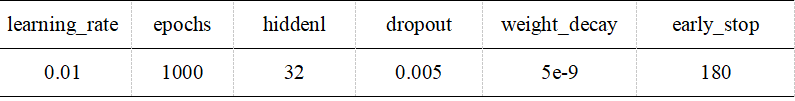 learning_rate epochs hiddenl dropout weight_decay early_stop
0.01 1000 32 0.005 5e-9 180